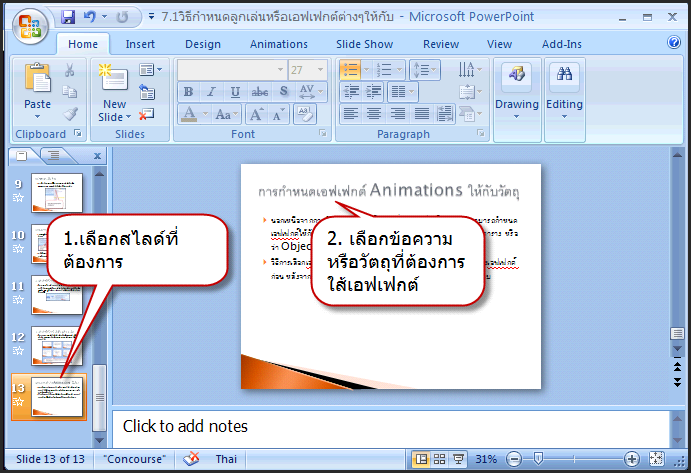 7.1วิธีกำหนดลูกเล่นหรือเอฟเฟกต์ต่างๆให้กับ - Microsoft PowerPoint
Home Insert Design Animations Slide Show Review View Add-Ins
27
Paste New Slide Drawing Editing
B I U abc S AV
A Aa A A
Clipboard Slides Font Paragraph
9
10
11
12
13
1.เลือกสไลด์ที่
ต้องการ
การกำหนดเอฟเฟกต์ Animations ให้กับวัตถุ
2. เลือกข้อความ
หรือวัตถุที่ต้องการ
ใส้เอฟเฟกต์
Click to add notes
Slide 13 of 13 "Concourse" Thai 31%